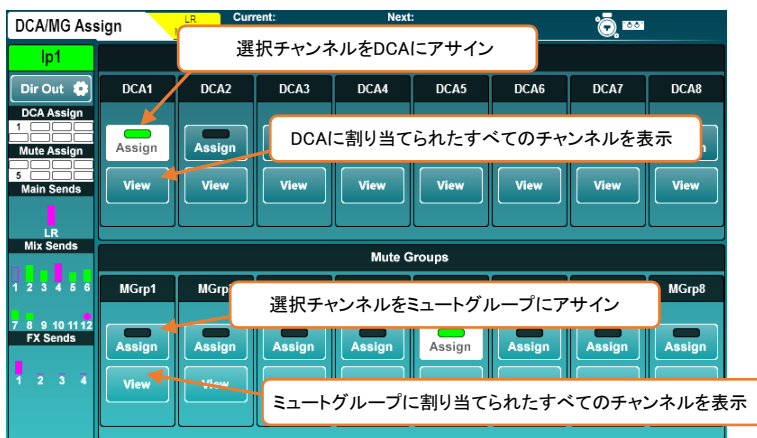 DCA/MG Assign
LR
Current:
Next:
選択チャンネルをDCAにアサイン
Ip1
Dir Out
DCA1 DCA2 DCA3 DCA4 DCA5 DCA6 DCA7 DCA8
DCA Assign
1
Assign Assign
DCAに割り当てられたすべてのチャンネルを表示
Mute Assign
5
View View View View View View View View
Main Sends
LR
Mix Sends
Mute Groups
1 2 3 4 5 6
MGrp1 MGrp MGrp8
選択チャンネルをミュートグループにアサイン
7 8 9 10 11 12
FX Sends
Assign Assign Assign Assign Assign Assign Assign Assign
1 2 3 4
View View
ミュートグループに割り当てられたすべてのチャンネルを表示